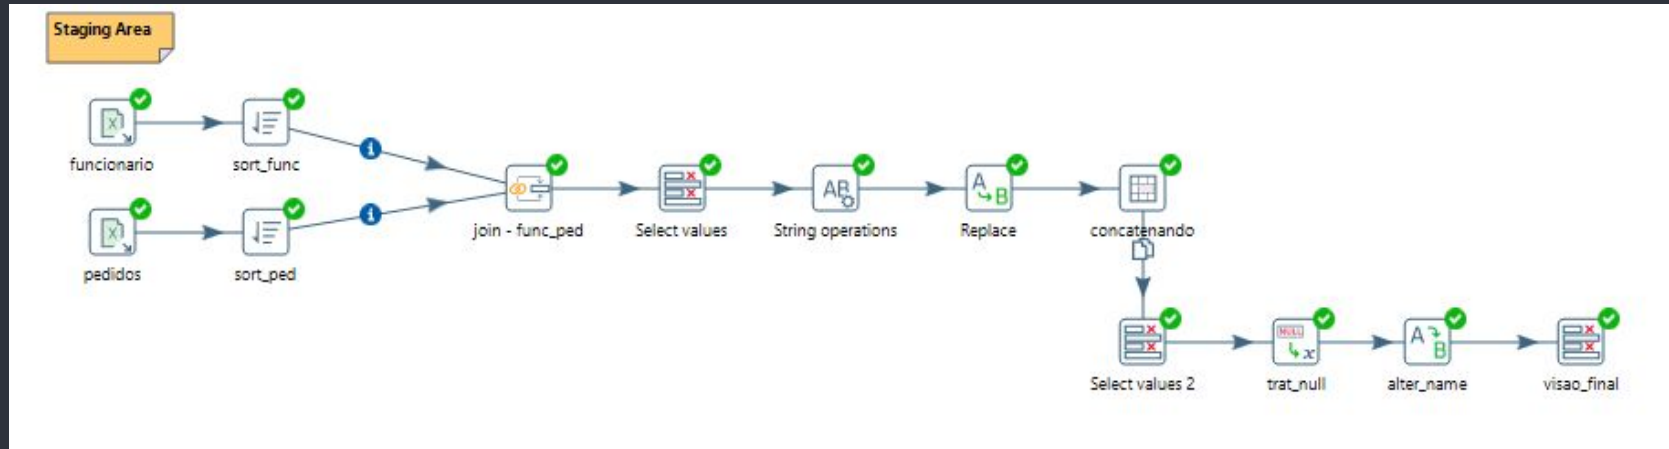 Staging Area
funcionario
sort_func
pedidos
sort_ped
join - func_ped
Select values
String operations
Replace
concatenando
Select values 2
trat_null
alter_name
visao_final